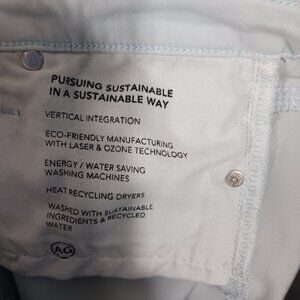 PURSUING SUSTAINABLE
IN A SUSTAINABLE WAY
VERTICAL INTEGRATION
ECO-FRIENDLY MANUFACTURING
WITH LASER & OZONE TECHNOLOGY
ENERGY / WATER SAVING
WASHING MACHINES
HEAT RECYCLING DRYERS
WASHED WITH SUSTAINABLE
INGREDIENTS & RECYCLED
WATER
AG